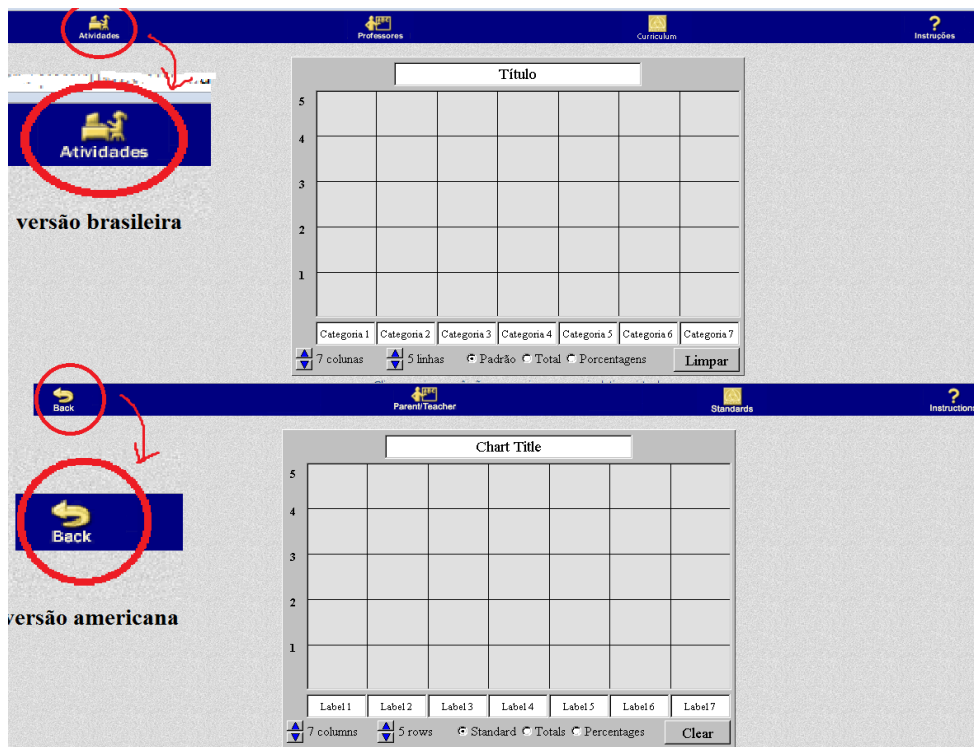 Atividades Professores Curriculum Instruções
Atividades
versão brasileira
Título
5
4
3
2
1
Categoria 1 Categoria 2 Categoria 3 Categoria 4 Categoria 5 Categoria 6 Categoria 7
7 colunas 5 linhas Padrão Total Porcentagens Limpar
Back Parent/Teacher Standards Instructions
Back
versão americana
Chart Title
5
4
3
2
1
Label 1 Label 2 Label 3 Label 4 Label 5 Label 6 Label 7
7 columns 5 rows Standard Totals Percentages Clear